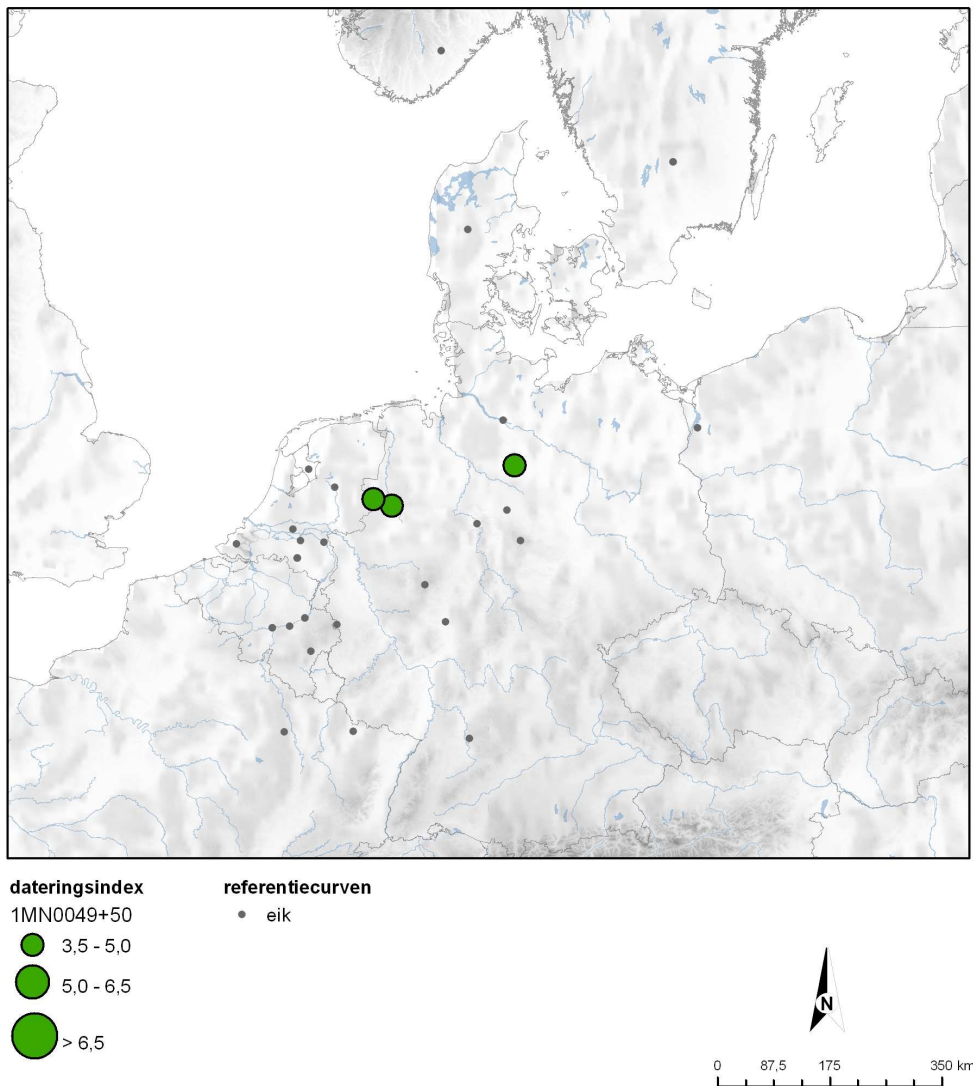 dateringsindex
1MN0049+50
3,5 - 5,0
5,0 - 6,5
> 6,5
referentiecurven
eik
N
0 87,5 175 350 km